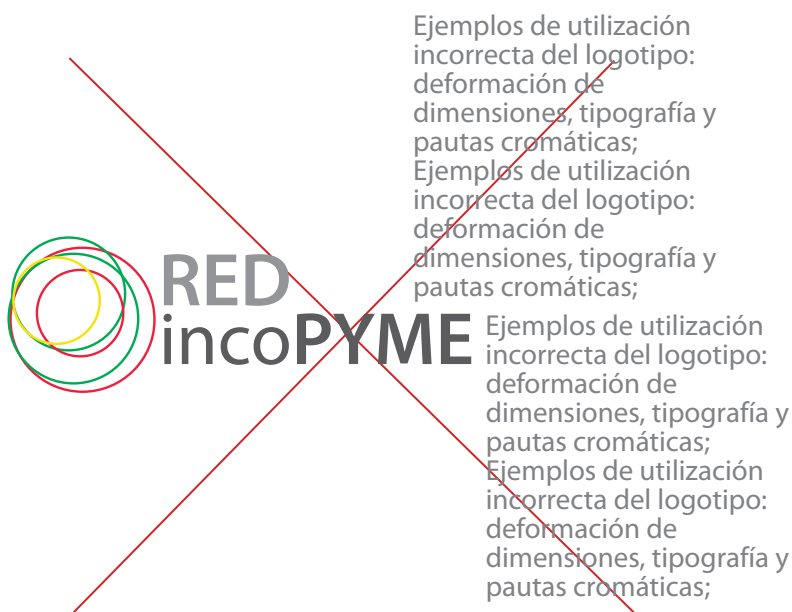 Ejemplos de utilización
incorrecta del logotipo:
deformación de
dimensiones, tipografía y
pautas cromáticas;
Ejemplos de utilización
incorrecta del logotipo:
deformación de
dimensiones, tipografía y
pautas cromáticas;
RED
incoPYME
Ejemplos de utilización
incorrecta del logotipo:
deformación de
dimensiones, tipografía y
pautas cromáticas;
Ejemplos de utilización
incorrecta del logotipo:
deformación de
dimensiones, tipografía y
pautas cromáticas;